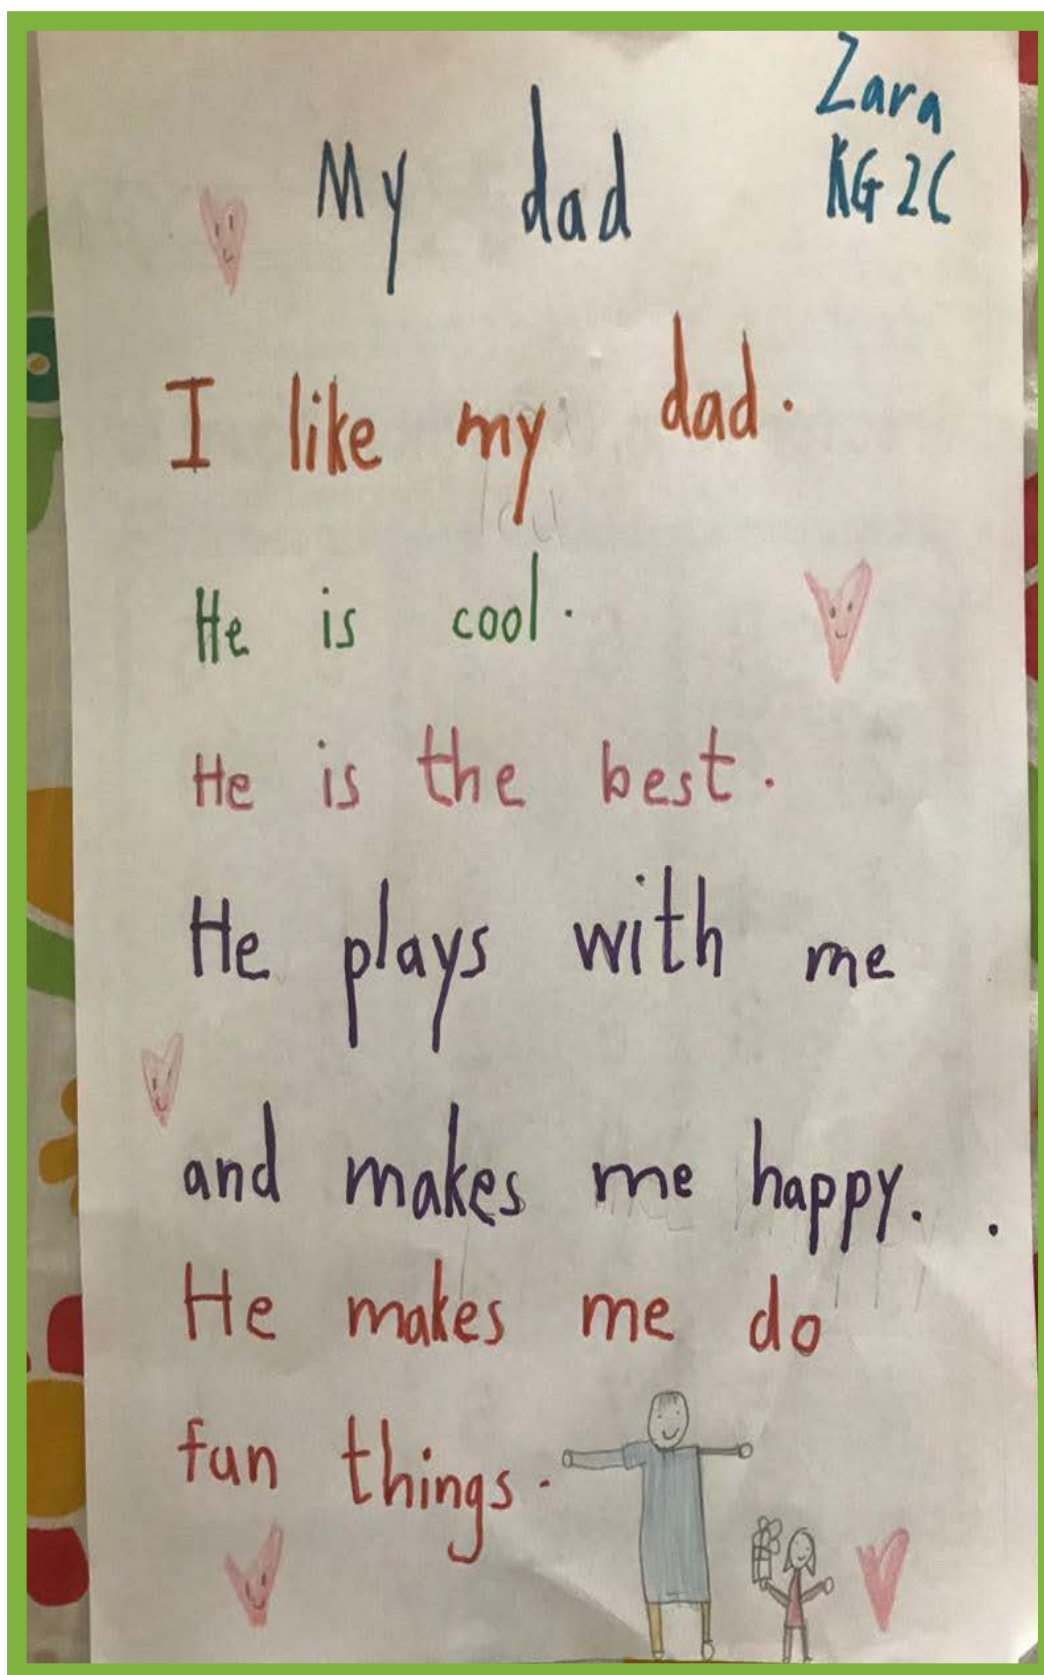 Zara
KG 2C
My dad
I like my dad.
He is cool.
He is the best.
He plays with me
and makes me happy. .
He makes me do
fun things.